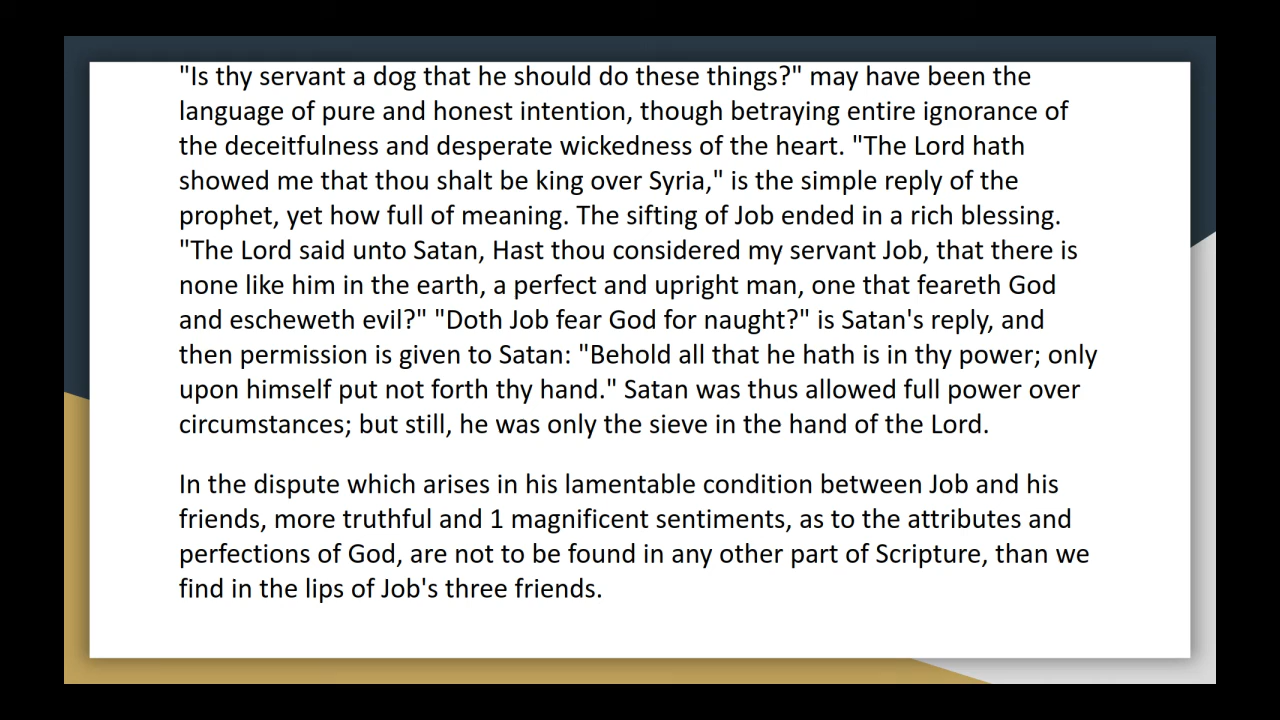 "Is thy servant a dog that he should do these things?" may have been the
language of pure and honest intention, though betraying entire ignorance of
the deceitfulness and desperate wickedness of the heart. "The Lord hath
showed me that thou shalt be king over Syria," is the simple reply of the
prophet, yet how full of meaning. The sifting of Job ended in a rich blessing.
"The Lord said unto Satan, Hast thou considered my servant Job, that there is
none like him in the earth, a perfect and upright man, one that feareth God
and escheweth evil?" "Doth Job fear God for naught?" is Satan's reply, and
then permission is given to Satan: "Behold all that he hath is in thy power; only
upon himself put not forth thy hand." Satan was thus allowed full power over
circumstances; but still, he was only the sieve in the hand of the Lord.
In the dispute which arises in his lamentable condition between Job and his
friends, more truthful and 1 magnificent sentiments, as to the attributes and
perfections of God, are not to be found in any other part of Scripture, than we
find in the lips of Job's three friends.